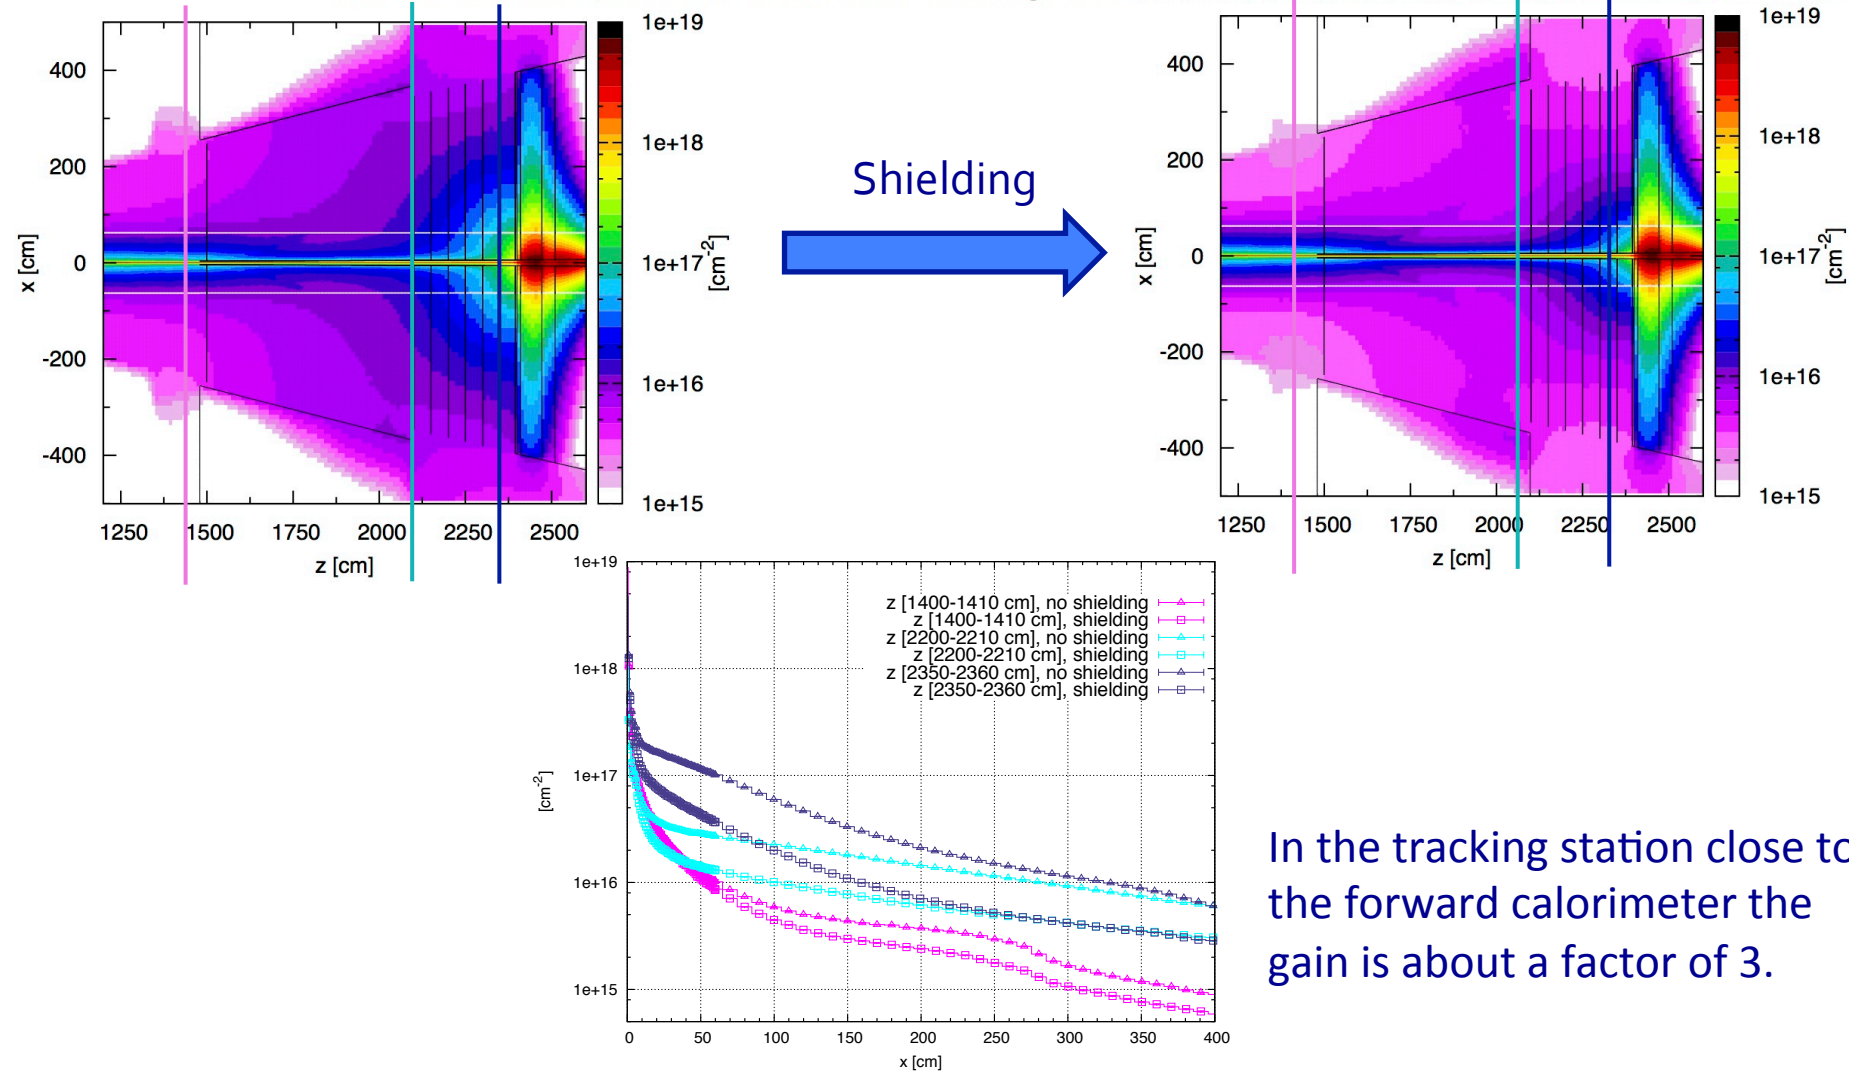 1e+19
400
1e+18
200
x [cm]
0
1e+17
[cm-2]
-200
1e+16
-400
1e+15
1250 1500 1750 2000 2250 2500
z [cm]
Shielding
1e+19
400
1e+18
200
x [cm]
0
1e+17
[cm-2]
-200
1e+16
-400
1e+15
1250 1500 1750 2000 2250 2500
z [cm]
1e+19
z [1400-1410 cm], no shielding
z [1400-1410 cm], shielding
z [2200-2210 cm], no shielding
z [2200-2210 cm], shielding
z [2350-2360 cm], no shielding
z [2350-2360 cm], shielding
1e+18
1e+17
[cm-2]
1e+16
1e+15
0 50 100 150 200 250 300 350 400
x [cm]
In the tracking station close to
the forward calorimeter the
gain is about a factor of 3.